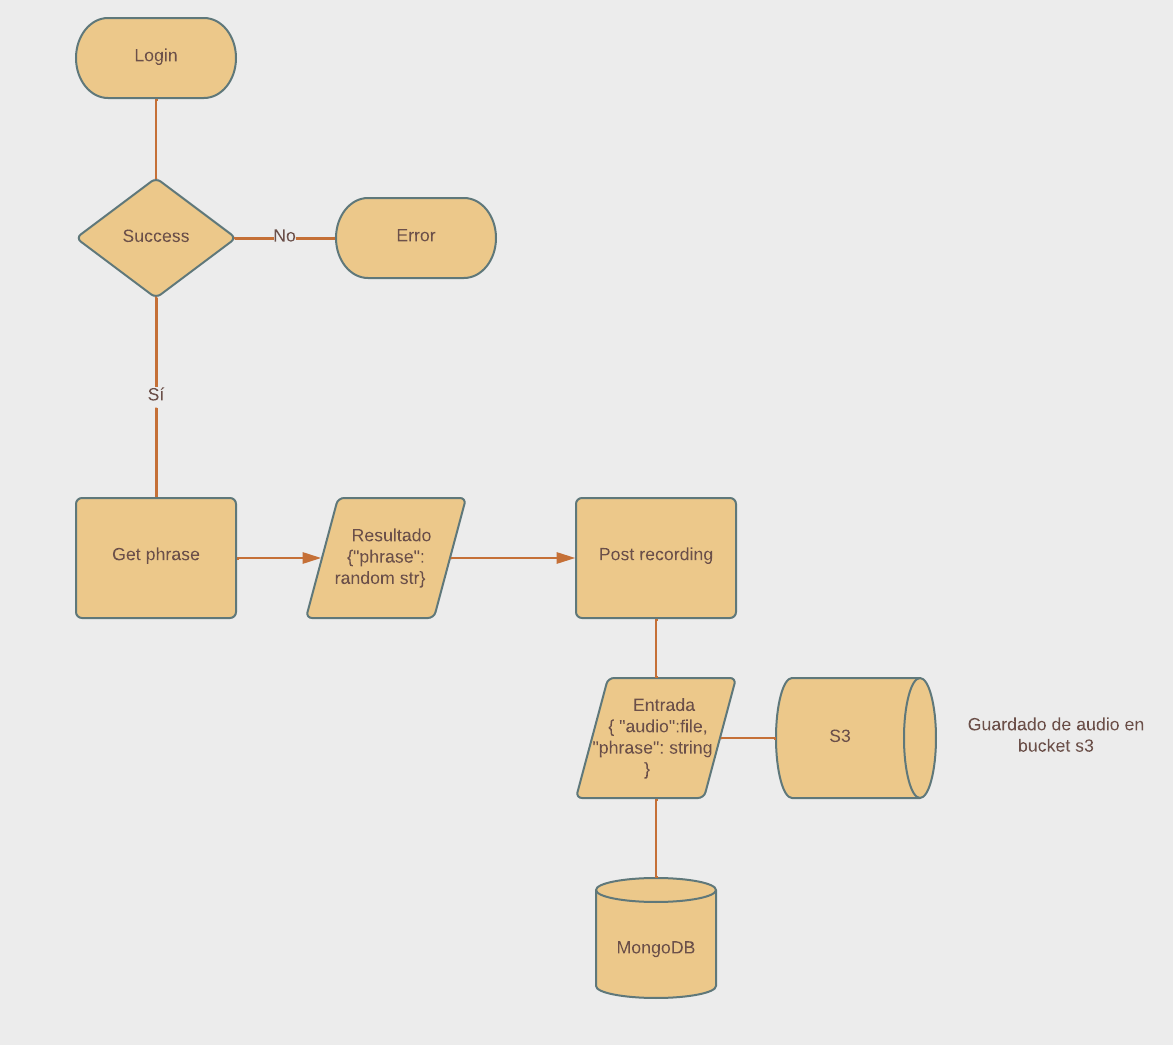 Login
Success
No
Error
Sí
Get phrase
Resultado
{"phrase":
random str}
Post recording
Entrada
{ "audio":file,
"phrase": string
}
S3
Guardado de audio en
bucket s3
MongoDB